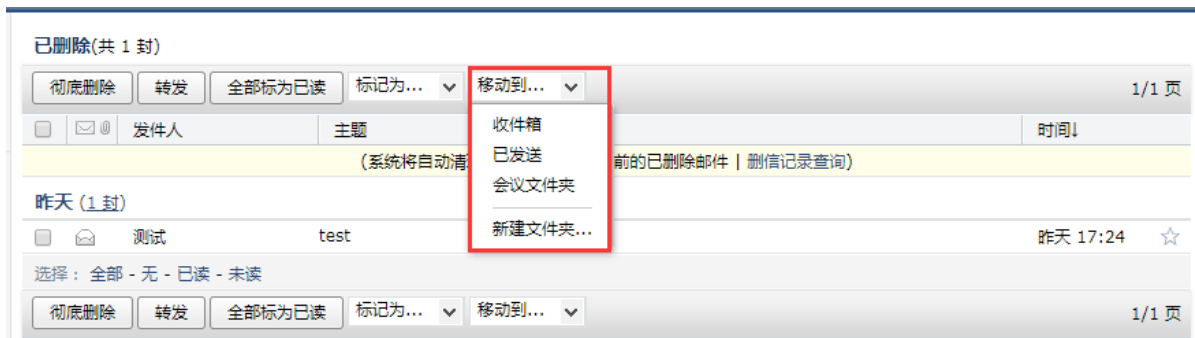 已删除(共 1 封)
彻底删除 转发 全部标为已读 标记为... 移动到... 1/1 页
发件人 主题 收件箱 时间↓
(系统将自动清 已发送 前的已删除邮件 | 删信记录查询)
会议文件夹
昨天 (1 封)
新建文件夹...
测试 test 昨天 17:24
选择：全部 - 无 - 已读 - 未读
彻底删除 转发 全部标为已读 标记为... 移动到... 1/1 页